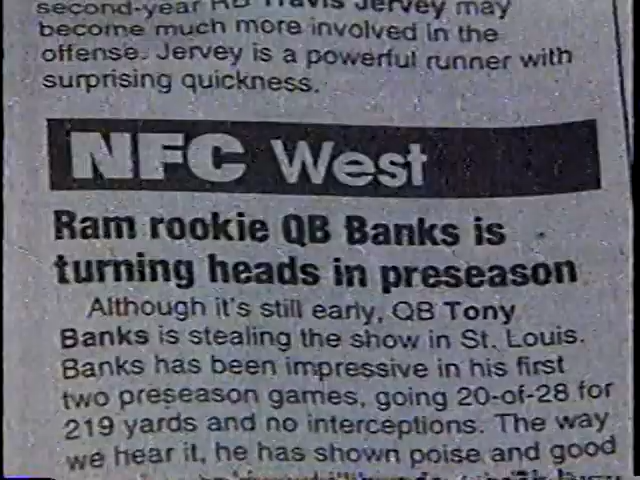 second-year RB Travis Jervey may
become much more involved in the
offense. Jervey is a powerful runner with
surprising quickness.
NFC West
Ram rookie QB Banks is
turning heads in preseason
Although it's still early, QB Tony
Banks is stealing the show in St. Louis.
Banks has been impressive in his first
two preseason games, going 20-of-28 for
219 yards and no interceptions. The way
we hear it, he has shown poise and good